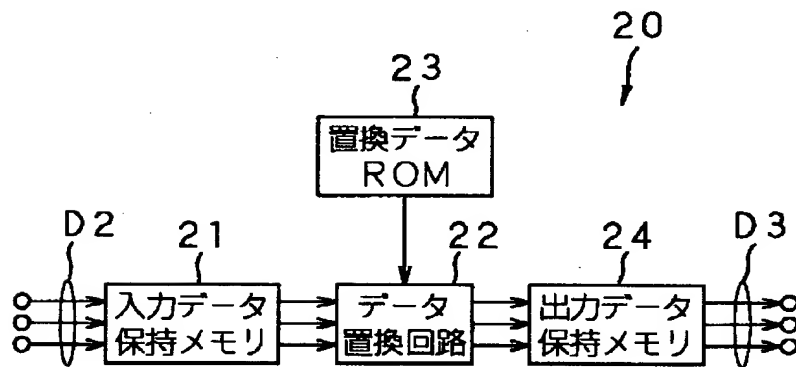 20
23
置換データ
ROM
D2
21
22
24
D3
入力データ
保持メモリ
データ
置換回路
出力データ
保持メモリ